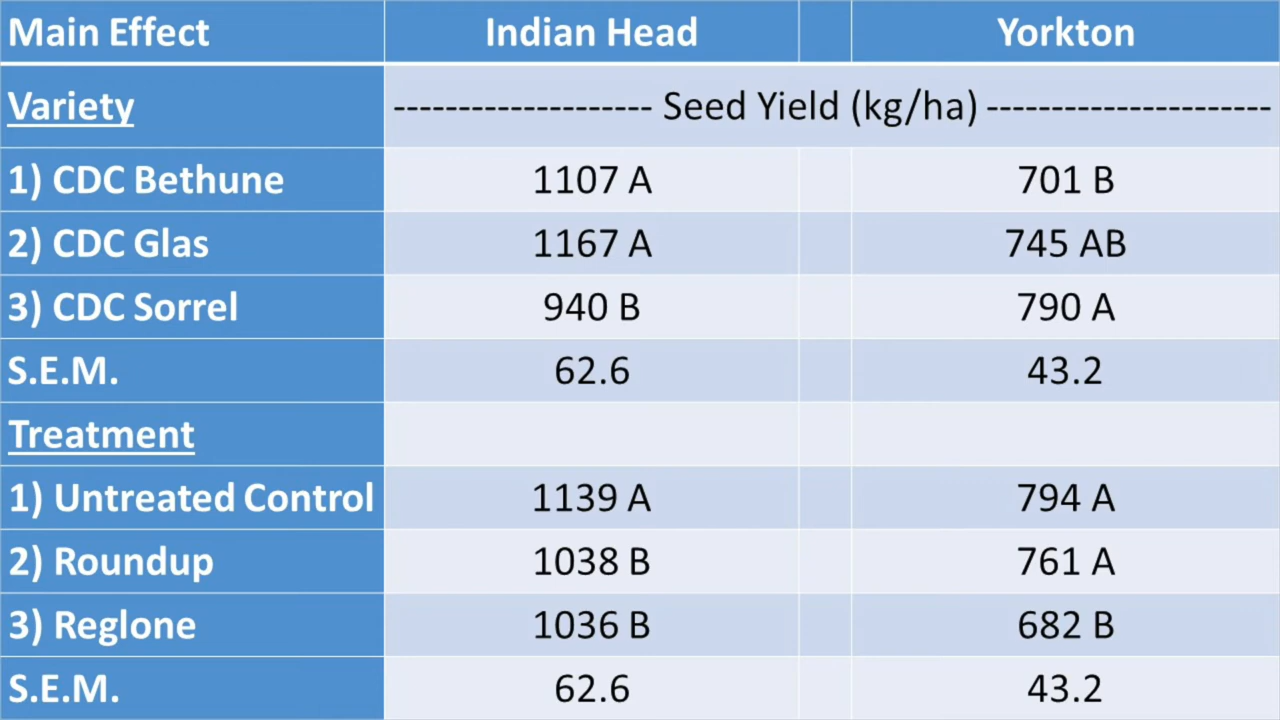 Main Effect Indian Head Yorkton
Variety -------------------- Seed Yield (kg/ha) ----------------------
1) CDC Bethune 1107 A 701 B
2) CDC Glas 1167 A 745 AB
3) CDC Sorrel 940 B 790 A
S.E.M. 62.6 43.2
Treatment
1) Untreated Control 1139 A 794 A
2) Roundup 1038 B 761 A
3) Reglone 1036 B 682 B
S.E.M. 62.6 43.2